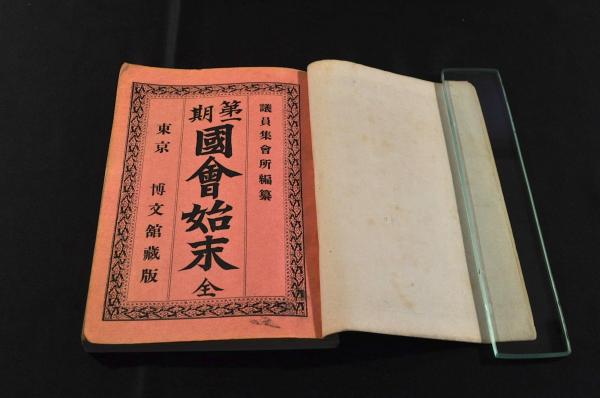 議員集會所編纂
第一期 國會始末 全
東京 博文舘藏版